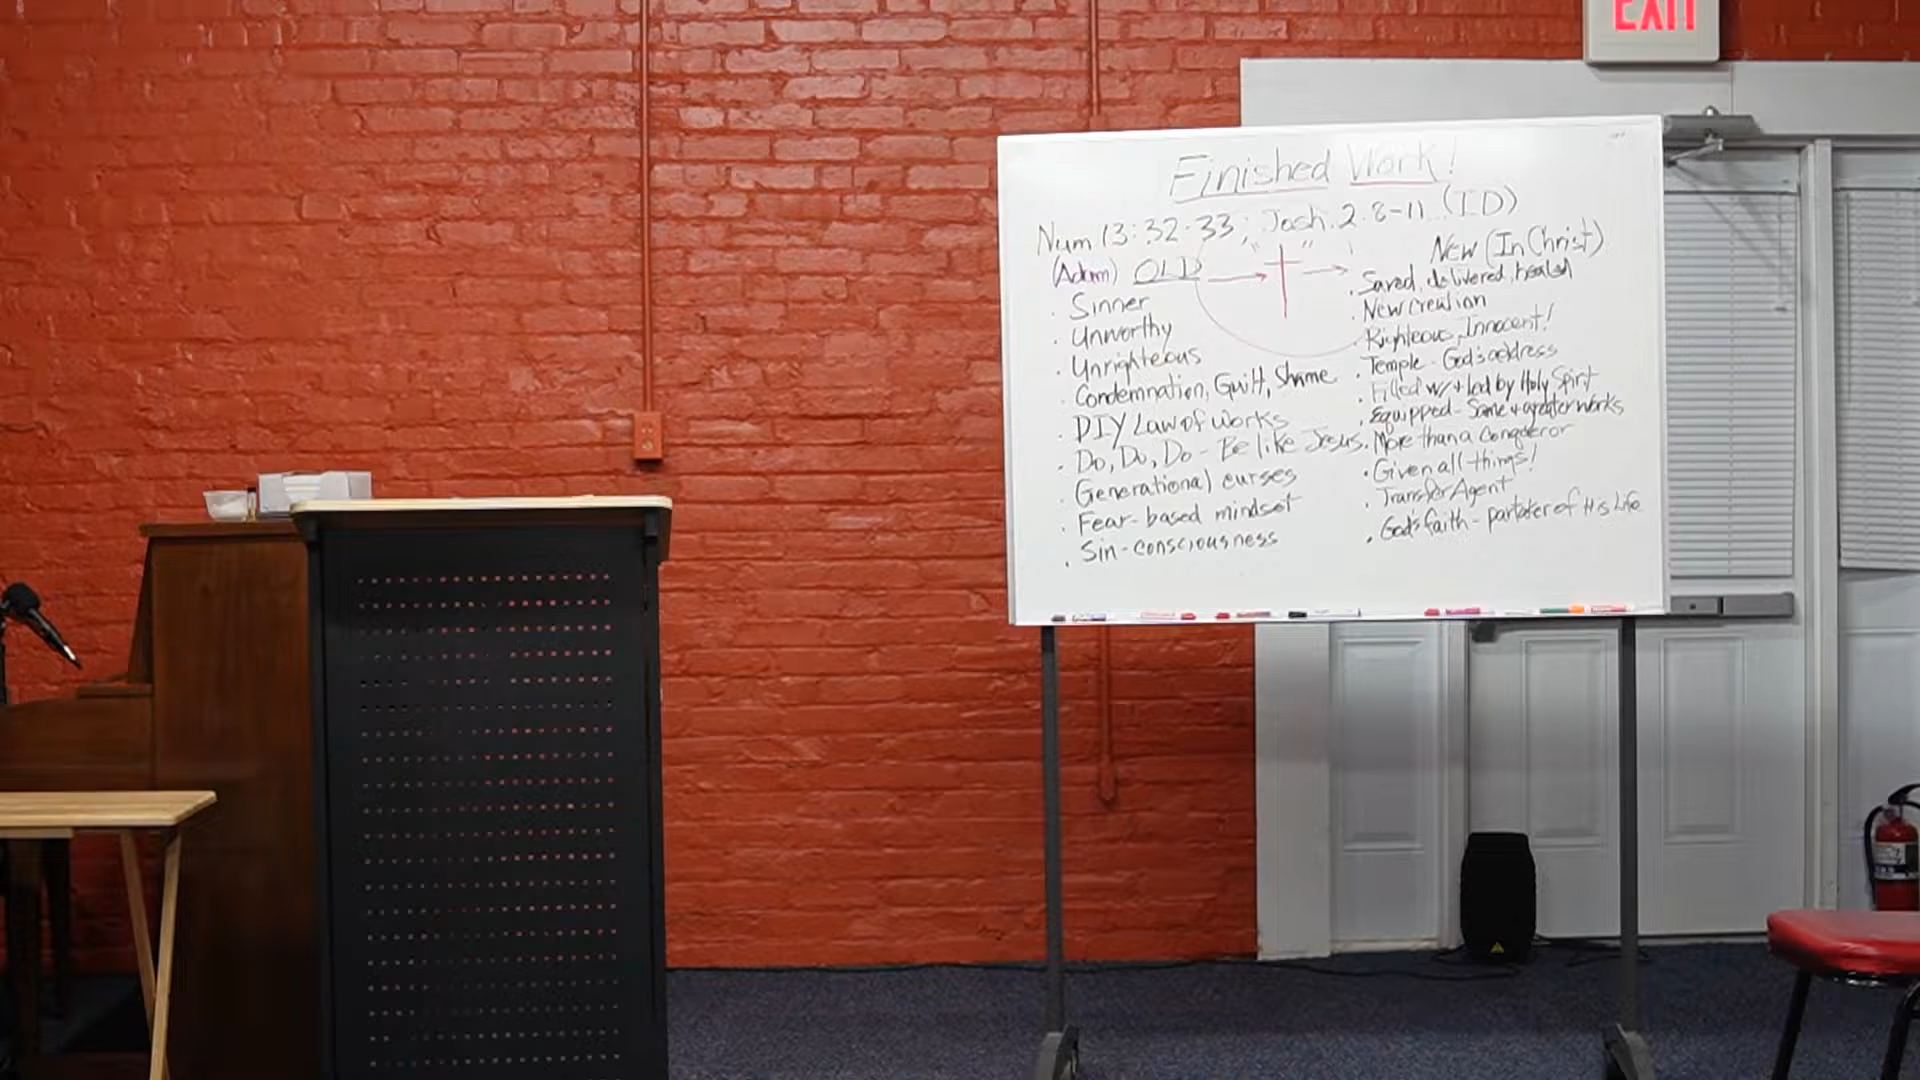 EXIT
Finished Work!
Num 13:32-33; Josh. 2:8-11 (ID)
(Adam) OLD
· Sinner
· Unworthy
· Unrighteous
· Condemnation, Guilt, Shame
· DIY Law of Works
· Do, Do, Do - Be like Jesus
· Generational curses
· Fear-based mindset
· Sin-consciousness
New (In Christ)
· Saved, delivered, healed
· New creation
· Righteous, Innocent!
· Temple - God's address
· Filled w/ + led by Holy Spirit
· Equipped - Same + greater works
· More than a Conqueror
· Given all things!
· Transfer Agent
· God's faith - partaker of His Life